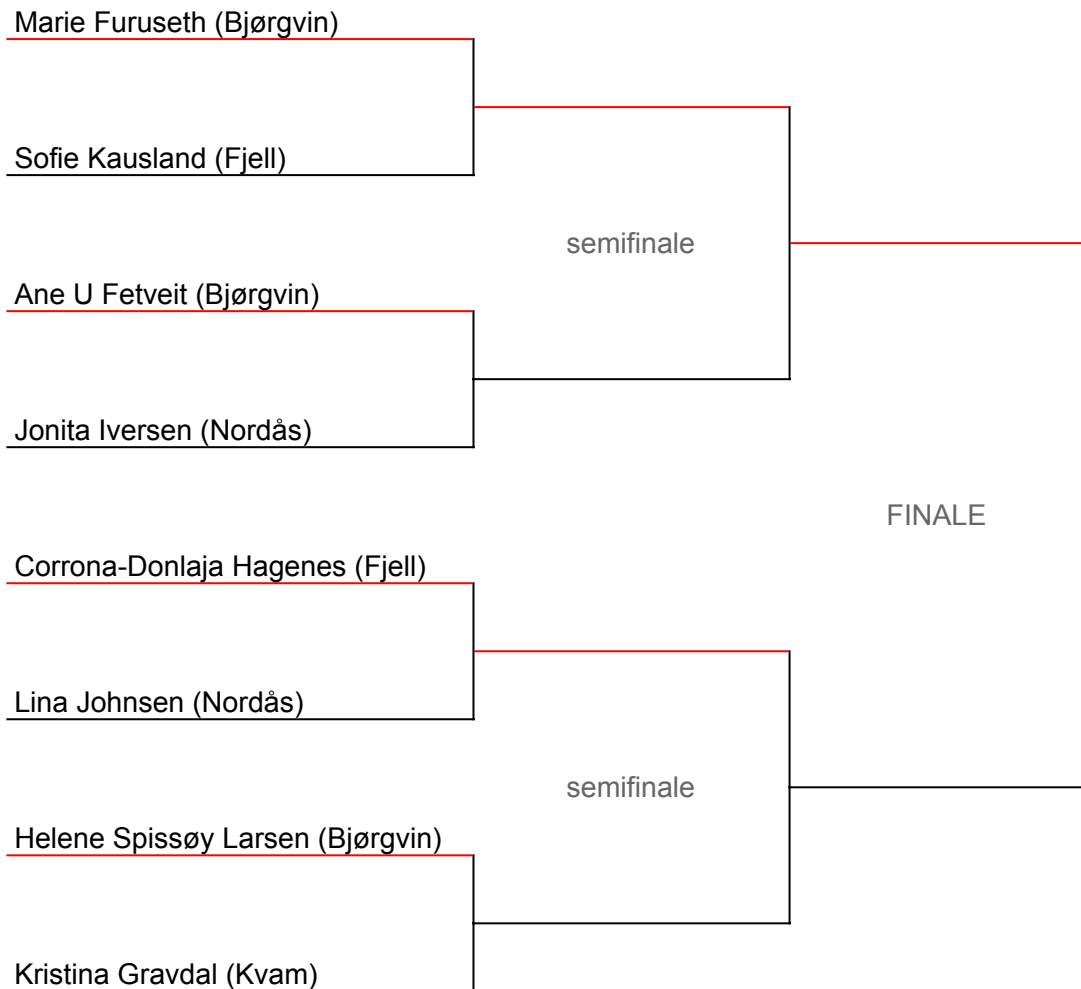 Marie Furuseth (Bjørgvin)
Sofie Kausland (Fjell)
semifinale
Ane U Fetveit (Bjørgvin)
Jonita Iversen (Nordås)
FINALE
Corrona-Donlaja Hagenes (Fjell)
Lina Johnsen (Nordås)
semifinale
Helene Spissøy Larsen (Bjørgvin)
Kristina Gravdal (Kvam)